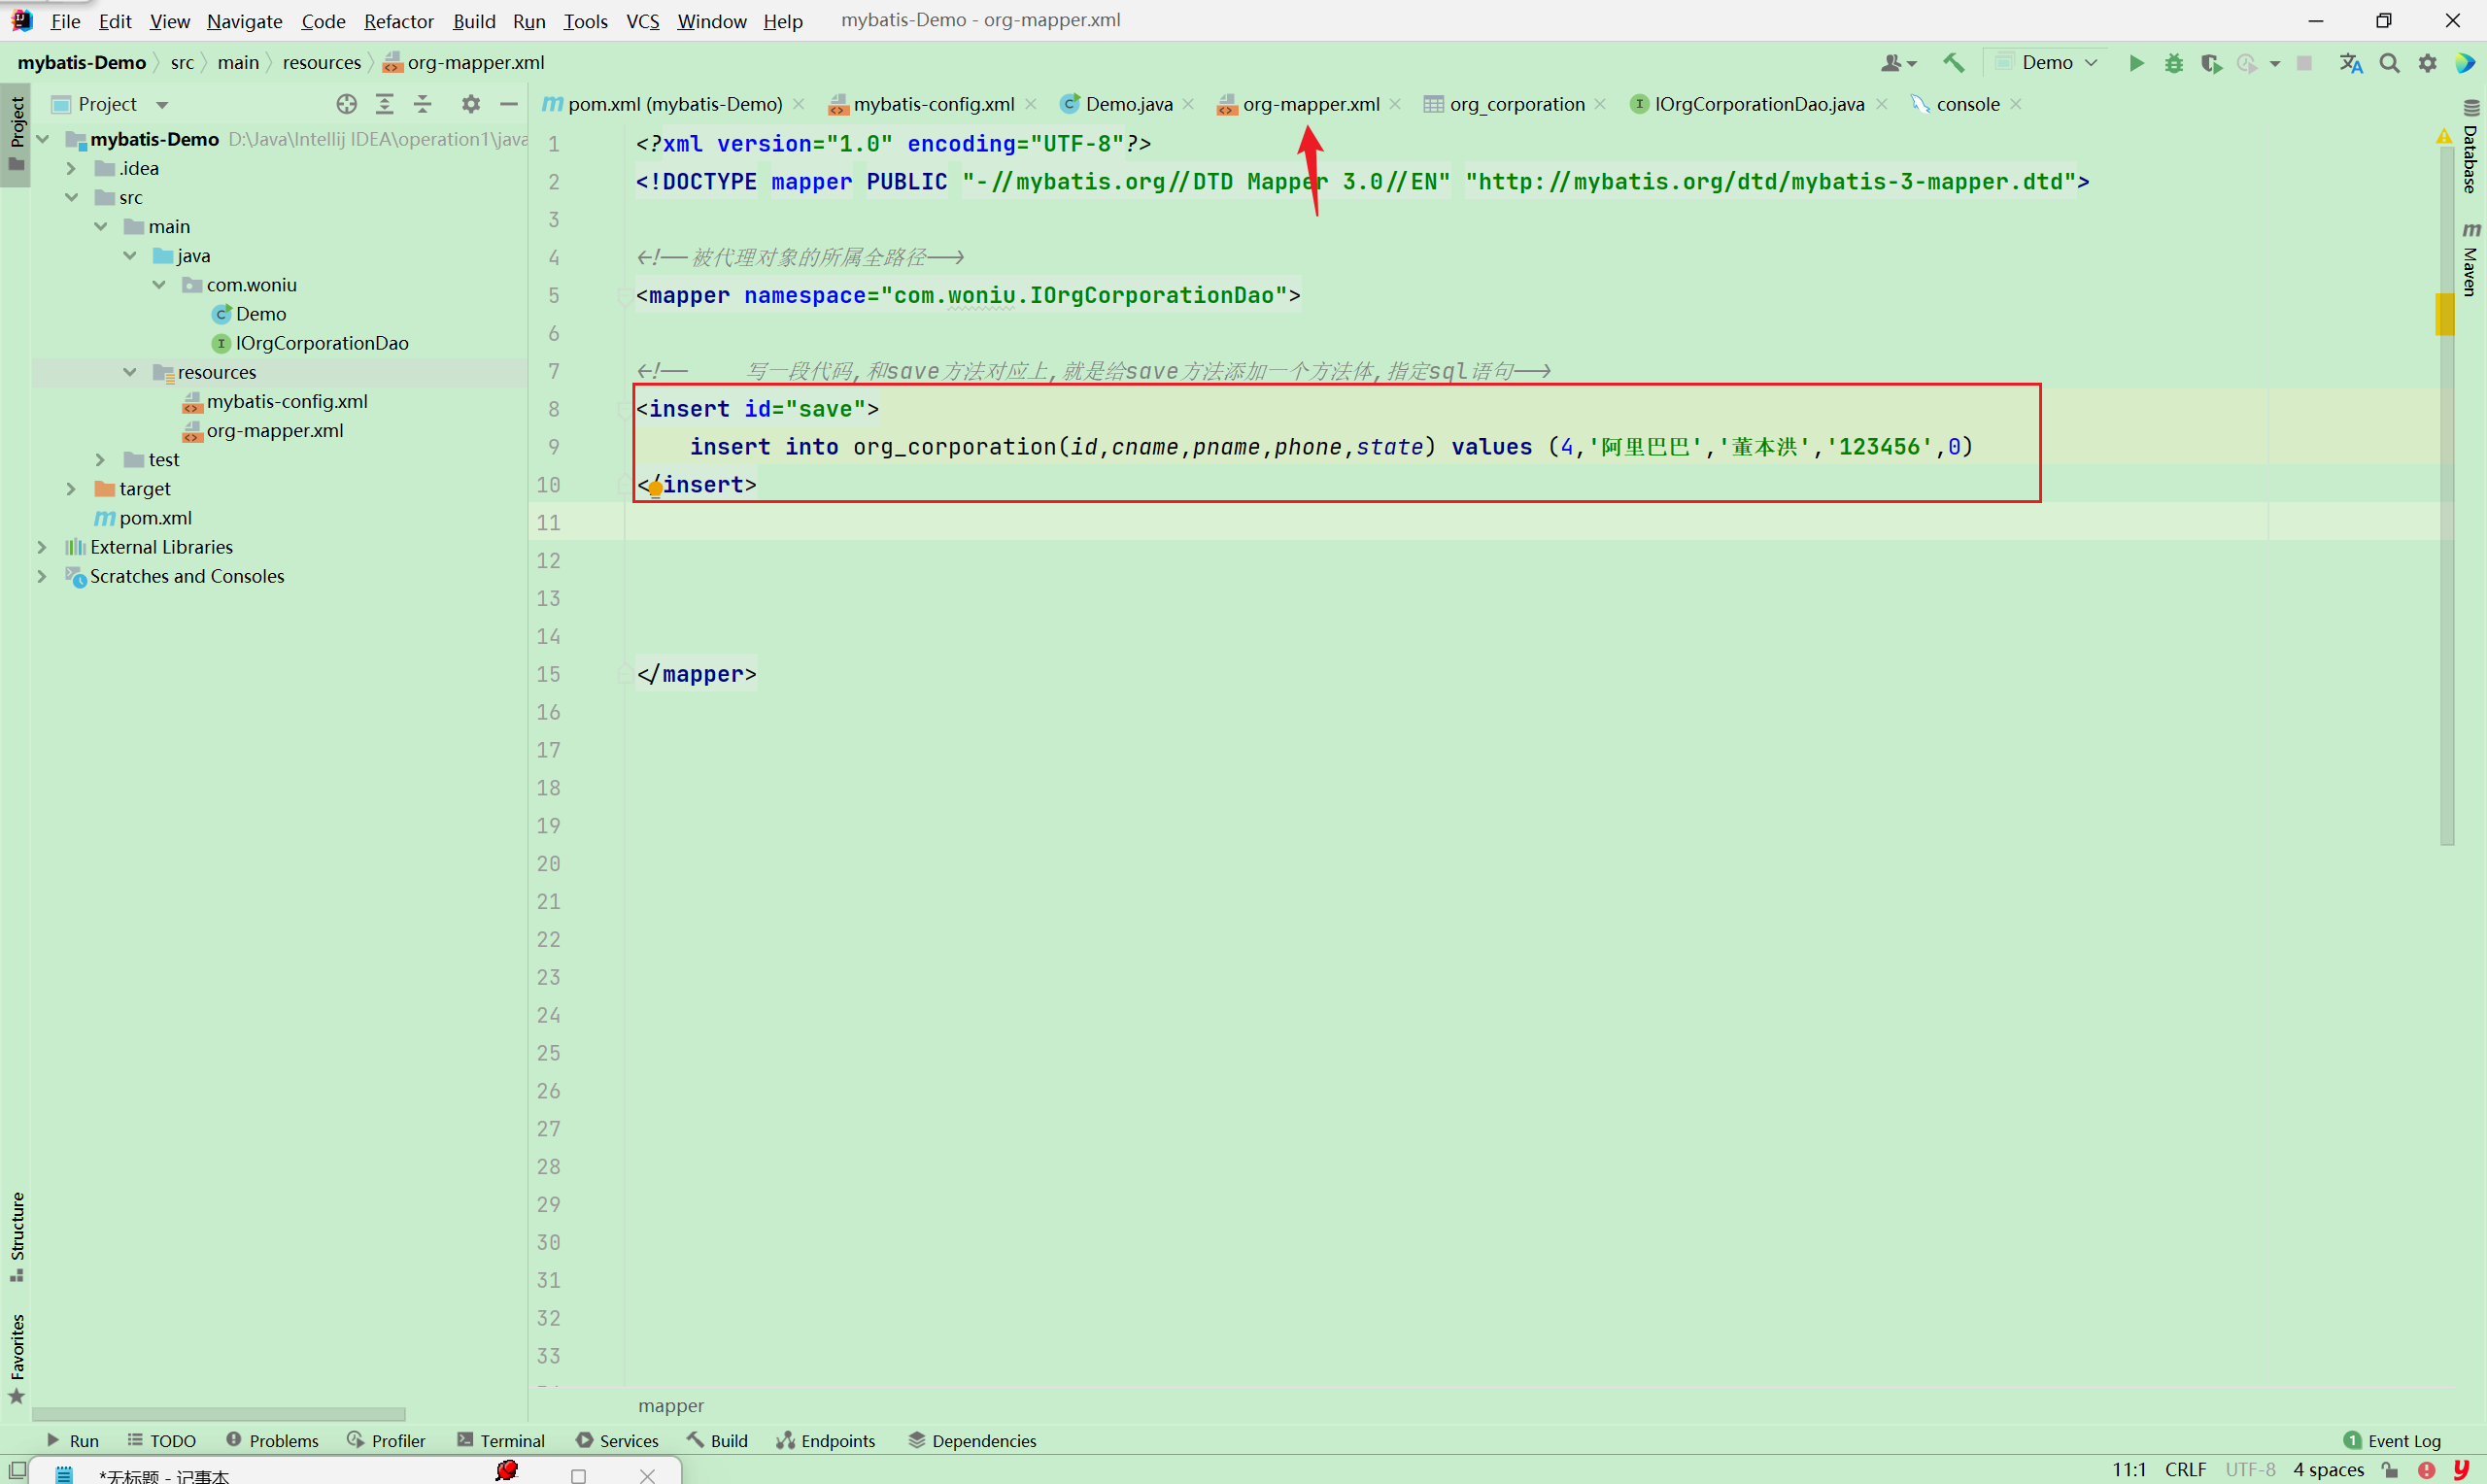 File Edit View Navigate Code Refactor Build Run Tools VCS Window Help mybatis-Demo - org-mapper.xml
mybatis-Demo src main resources org-mapper.xml
Demo
Project
pom.xml (mybatis-Demo) mybatis-config.xml Demo.java org-mapper.xml org_corporation IOrgCorporationDao.java console
Project
mybatis-Demo D:\Java\Intellij IDEA\operation1\java
.idea
src
main
java
com.woniu
Demo
IOrgCorporationDao
resources
mybatis-config.xml
org-mapper.xml
test
target
pom.xml
External Libraries
Scratches and Consoles
Structure
Favorites
1 <?xml version="1.0" encoding="UTF-8"?>
2 <!DOCTYPE mapper PUBLIC "-//mybatis.org//DTD Mapper 3.0//EN" "http://mybatis.org/dtd/mybatis-3-mapper.dtd">
3
4 <!--被代理对象的所属全路径-->
5 <mapper namespace="com.woniu.IOrgCorporationDao">
6
7 <!-- 写一段代码,和save方法对应上,就是给save方法添加一个方法体,指定sql语句-->
8 <insert id="save">
9 insert into org_corporation(id,cname,pname,phone,state) values (4,'阿里巴巴','董本洪','123456',0)
10 </insert>
11
12
13
14
15 </mapper>
16
17
18
19
20
21
22
23
24
25
26
27
28
29
30
31
32
33
Database
Maven
mapper
Run TODO Problems Profiler Terminal Services Build Endpoints Dependencies 1 Event Log
*无标题 - 记事本
11:1 CRLF UTF-8 4 spaces